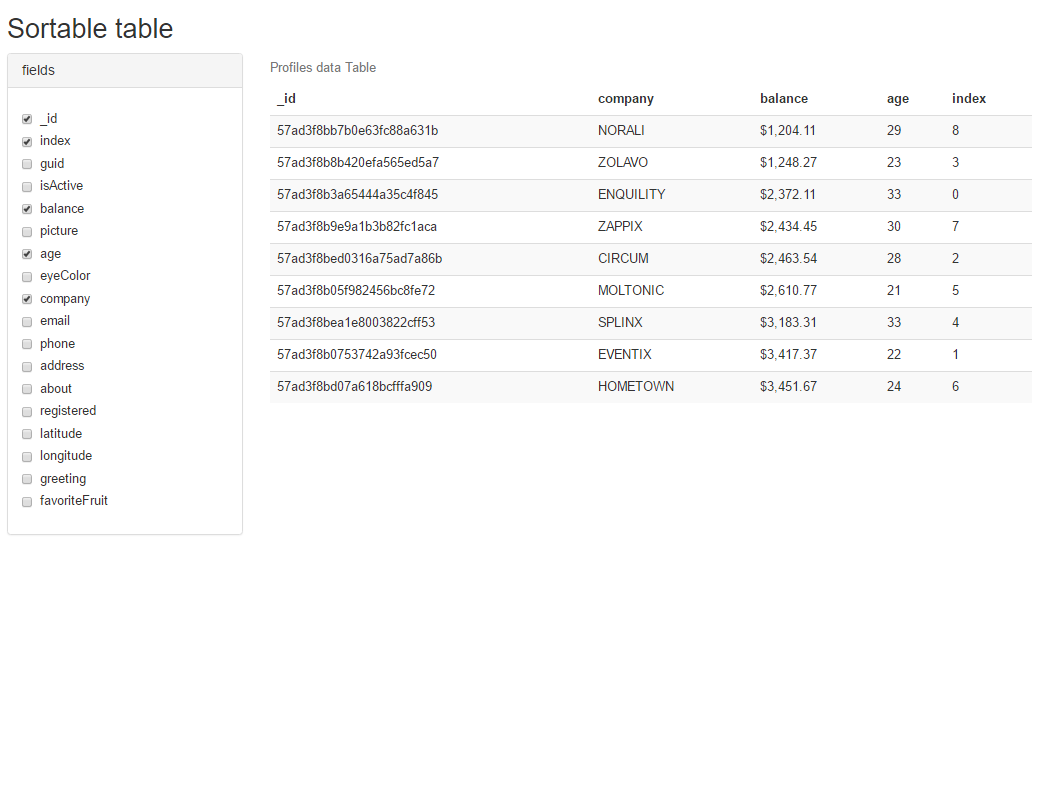 Sortable table
fields
_id
index
guid
isActive
balance
picture
age
eyeColor
company
email
phone
address
about
registered
latitude
longitude
greeting
favoriteFruit
Profiles data Table
_id company balance age index
57ad3f8bb7b0e63fc88a631b NORALI $1,204.11 29 8
57ad3f8b8b420efa565ed5a7 ZOLAVO $1,248.27 23 3
57ad3f8b3a65444a35c4f845 ENQUILITY $2,372.11 33 0
57ad3f8b9e9a1b3b82fc1aca ZAPPIX $2,434.45 30 7
57ad3f8bed0316a75ad7a86b CIRCUM $2,463.54 28 2
57ad3f8b05f982456bc8fe72 MOLTONIC $2,610.77 21 5
57ad3f8bea1e8003822cff53 SPLINX $3,183.31 33 4
57ad3f8b0753742a93fcec50 EVENTIX $3,417.37 22 1
57ad3f8bd07a618bcfffa909 HOMETOWN $3,451.67 24 6